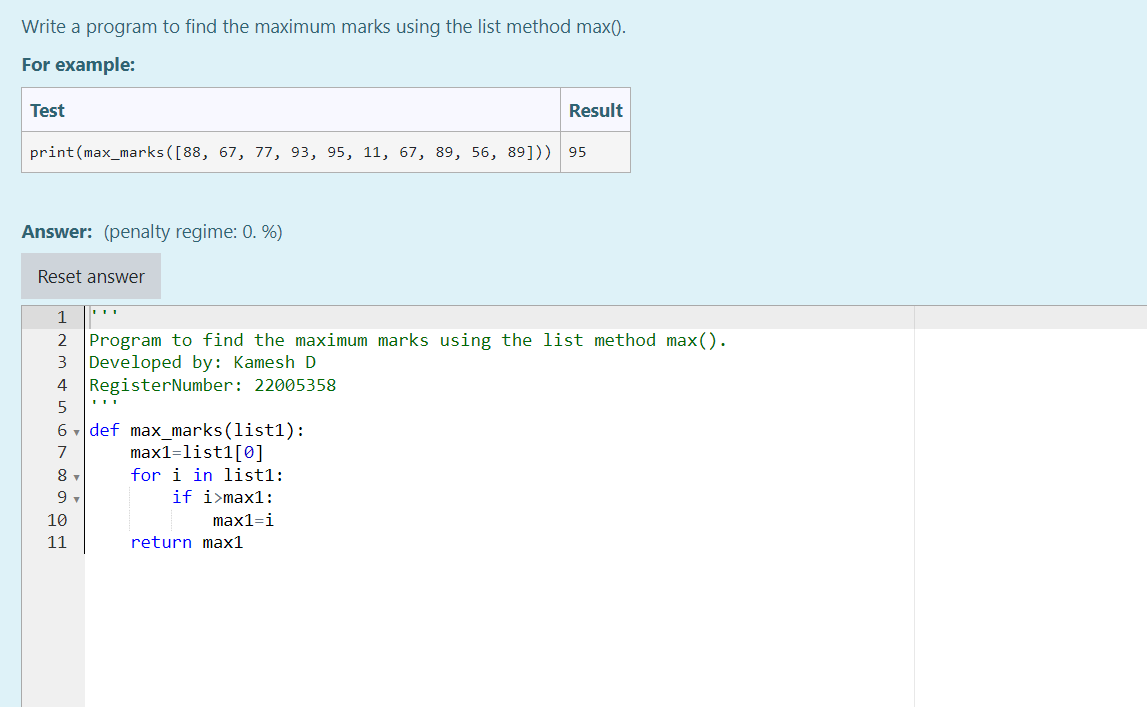 Write a program to find the maximum marks using the list method max().
For example:
Test Result
print(max_marks([88, 67, 77, 93, 95, 11, 67, 89, 56, 89])) 95
Answer: (penalty regime: 0. %)
Reset answer
1 '''
2 Program to find the maximum marks using the list method max().
3 Developed by: Kamesh D
4 RegisterNumber: 22005358
5 '''
6 def max_marks(list1):
7     max1=list1[0]
8     for i in list1:
9         if i>max1:
10             max1=i
11     return max1